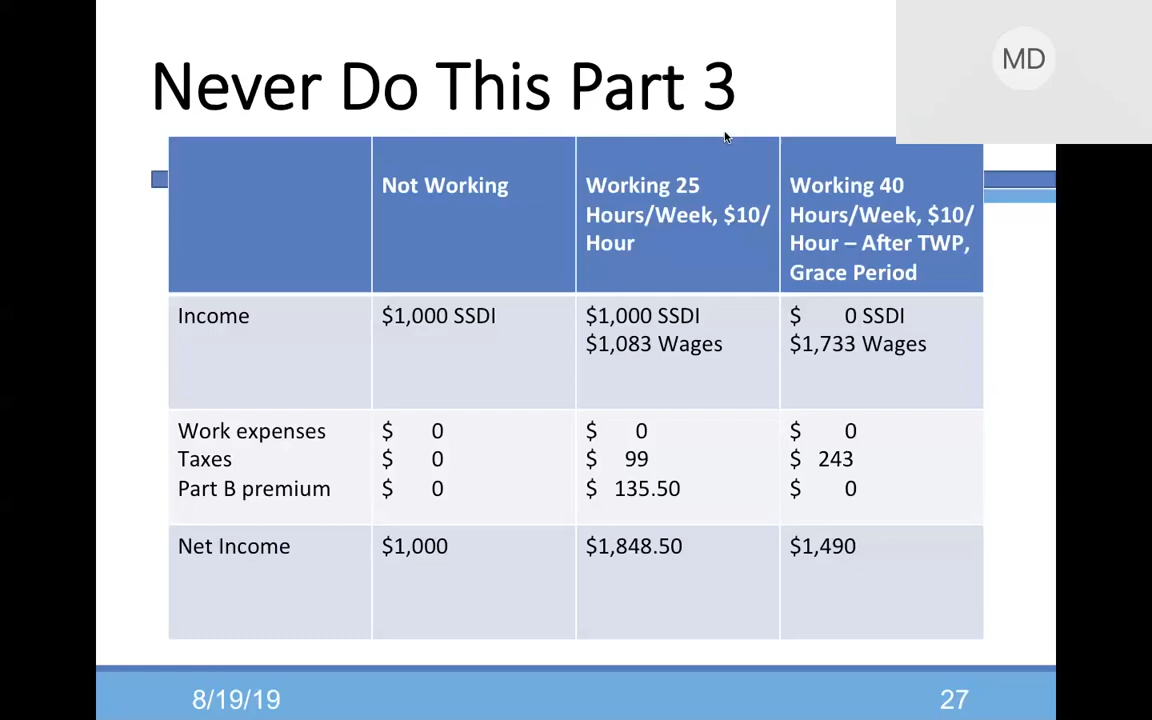 MD
Never Do This Part 3
Not Working
Working 25
Hours/Week, $10/
Hour
Working 40
Hours/Week, $10/
Hour – After TWP,
Grace Period
Income
$1,000 SSDI
$1,000 SSDI
$1,083 Wages
$ 0 SSDI
$1,733 Wages
Work expenses
Taxes
Part B premium
$ 0
$ 0
$ 0
$ 0
$ 99
$ 135.50
$ 0
$ 243
$ 0
Net Income
$1,000
$1,848.50
$1,490
8/19/19
27